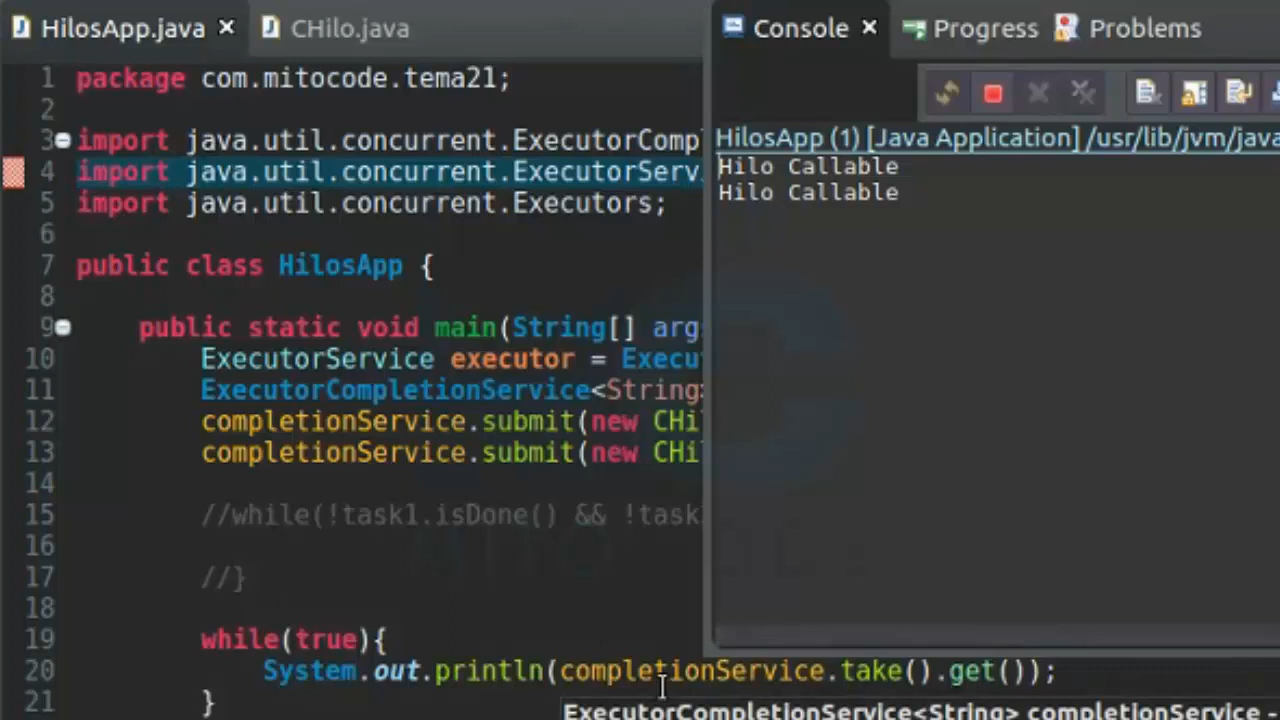 HilosApp.java
CHilo.java
1 package com.mitocode.tema21;
2
3 import java.util.concurrent.ExecutorComp
4 import java.util.concurrent.ExecutorServ
5 import java.util.concurrent.Executors;
6
7 public class HilosApp {
8
9 public static void main(String[] arg
10 ExecutorService executor = Execu
11 ExecutorCompletionService<String>
12 completionService.submit(new CHi
13 completionService.submit(new CHi
14
15 //while(!task1.isDone() && !task
16
17 //}
18
19 while(true){
20 System.out.println(completionService.take().get());
21 }
ExecutorCompletionService<String> completionService -
Console
Progress
Problems
HilosApp (1) [Java Application] /usr/lib/jvm/java
Hilo Callable
Hilo Callable